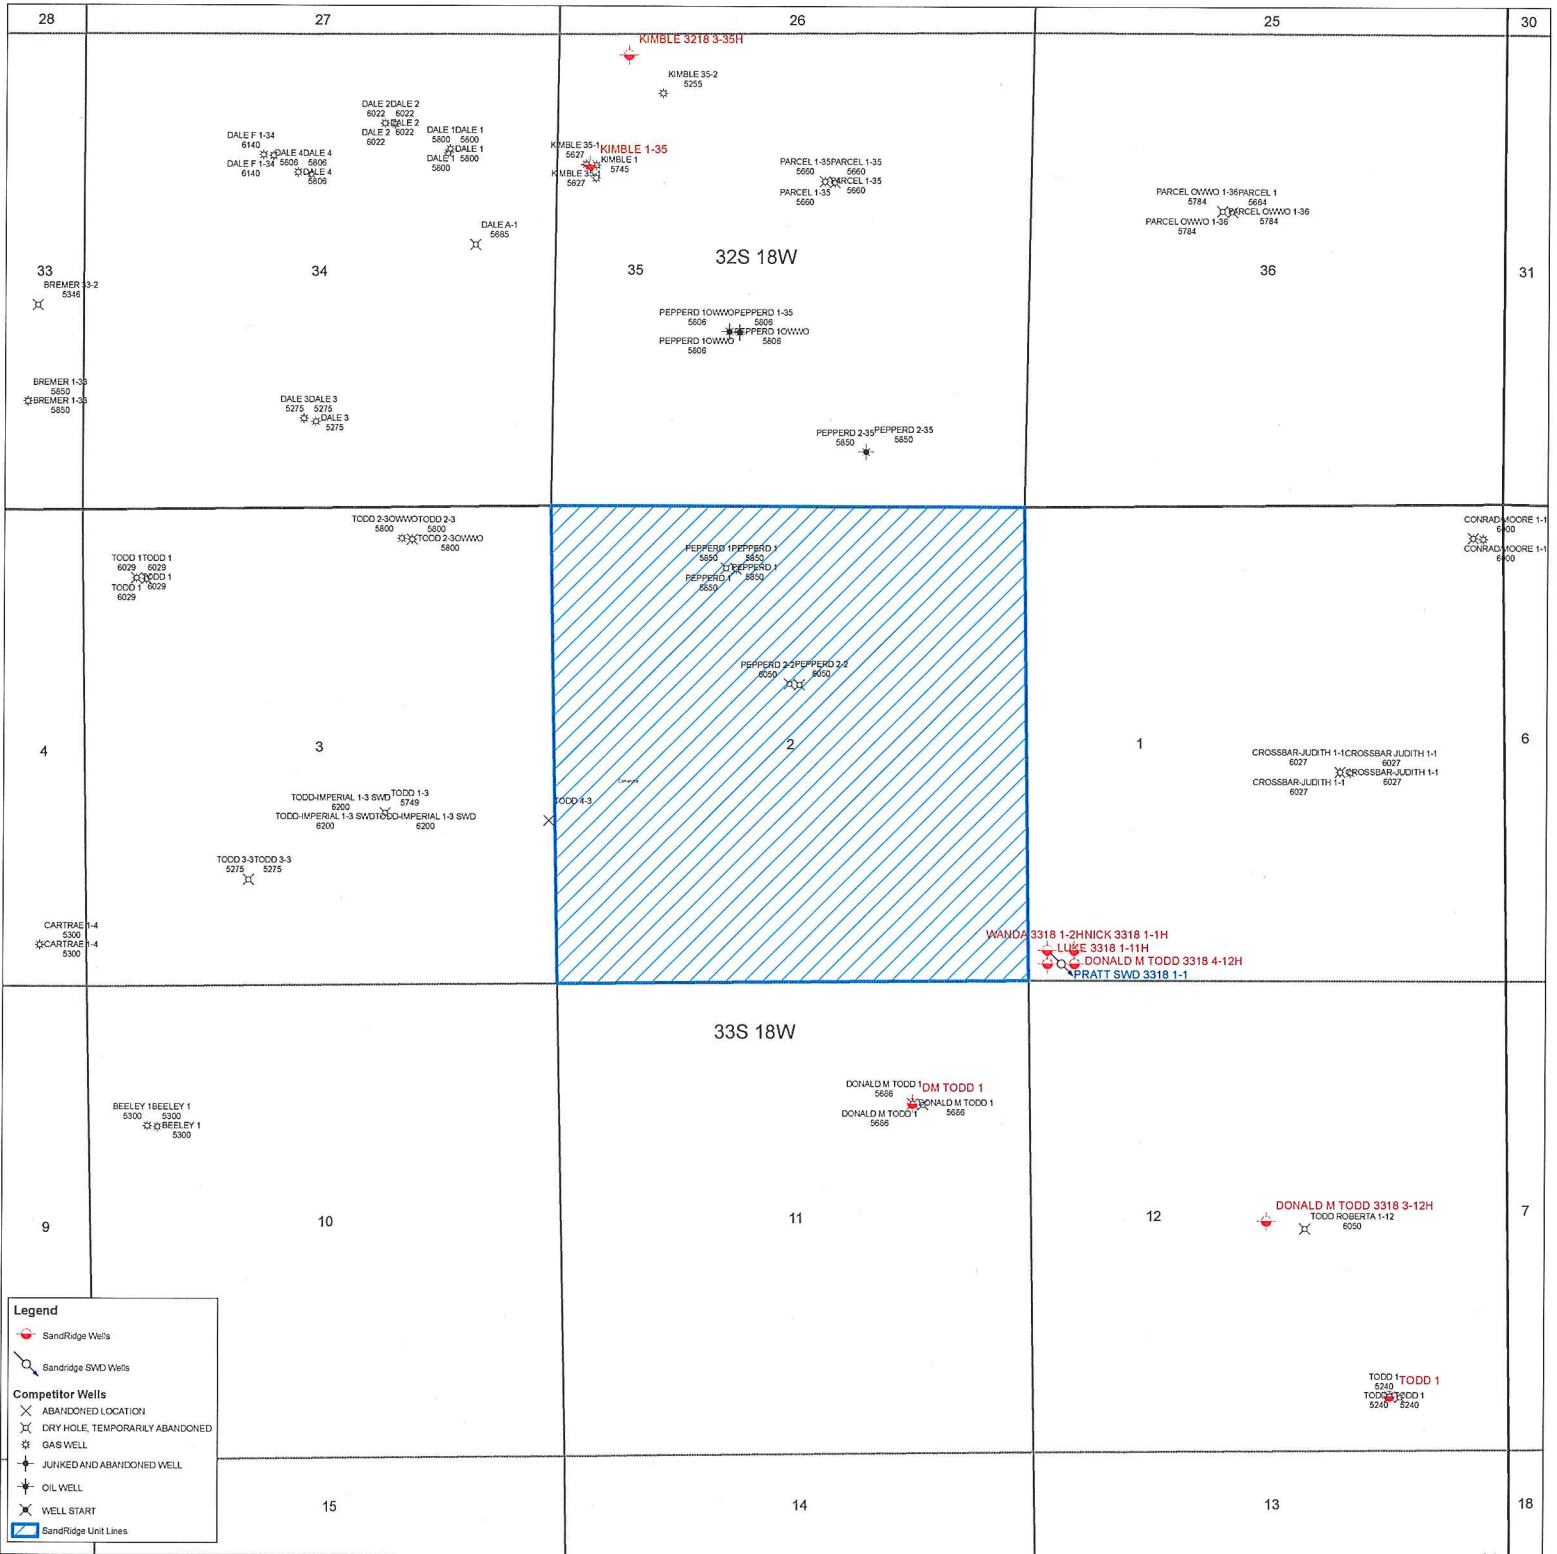 28
27
26
25
30
KIMBLE 3218 3-35H
KIMBLE 35-2
5255
DALE 2DALE 2
6022 6022
DALE 2
DALE 2 6022
6022
DALE F 1-34
6140
DALE 4DALE 4
5806 5806
DALE F 1-34
6140
DALE 4
5806
DALE 1DALE 1
5800 5800
DALE 1
DALE 1 5800
5800
KIMBLE 35-1
5627
KIMBLE 1-35
KIMBLE 1
5745
KIMBLE 35-1
5627
PARCEL 1-35PARCEL 1-35
5660 5660
PARCEL 1-35
PARCEL 1-35 5660
5660
PARCEL OWWO 1-36PARCEL 1
5784 5664
PARCEL OWWO 1-36
PARCEL OWWO 1-36 5784
5784
DALE A-1
5685
32S 18W
33
34
35
36
31
BREMER 33-2
5346
PEPPERD 1OWWOPEPPERD 1-35
5806 5806
PEPPERD 1OWWO
PEPPERD 1OWWO 5806
5806
BREMER 1-33
5850
BREMER 1-33
5850
DALE 3DALE 3
5275 5275
DALE 3
5275
PEPPERD 2-35PEPPERD 2-35
5850 5850
TODD 2-3OWWOTODD 2-3
5800 5800
TODD 2-3OWWO
5800
TODD 1TODD 1
6029 6029
TODD 1
TODD 1 6029
6029
PEPPERD 1PEPPERD 1
5850 5850
PEPPERD 1
PEPPERD 1 5850
5850
CONRAD MOORE 1-1
6000
CONRAD MOORE 1-1
6000
PEPPERD 2-2PEPPERD 2-2
6050 6050
4
3
2
1
6
CROSSBAR-JUDITH 1-1CROSSBAR JUDITH 1-1
6027 6027
CROSSBAR-JUDITH 1-1
CROSSBAR-JUDITH 1-1 6027
6027
TODD-IMPERIAL 1-3 SWD
6200
TODD 1-3
5749
TODD-IMPERIAL 1-3 SWDTODD-IMPERIAL 1-3 SWD
6200 6200
TODD 4-3
TODD 3-3TODD 3-3
5275 5275
CARTRAE 1-4
5300
CARTRAE 1-4
5300
WANDA 3318 1-2HNICK 3318 1-1H
LUKE 3318 1-11H
DONALD M TODD 3318 4-12H
PRATT SWD 3318 1-1
33S 18W
DONALD M TODD 1
5686
DM TODD 1
DONALD M TODD 1
5686
DONALD M TODD 1
5686
BEELEY 1BEELEY 1
5300 5300
BEELEY 1
5300
9
10
11
12
7
DONALD M TODD 3318 3-12H
TODD ROBERTA 1-12
6050
TODD 1
5240
TODD 1
TODD 1
5240 5240
Legend
SandRidge Wells
Sandridge SWD Wells
Competitor Wells
ABANDONED LOCATION
DRY HOLE, TEMPORARILY ABANDONED
GAS WELL
JUNKED AND ABANDONED WELL
OIL WELL
WELL START
SandRidge Unit Lines
15
14
13
18